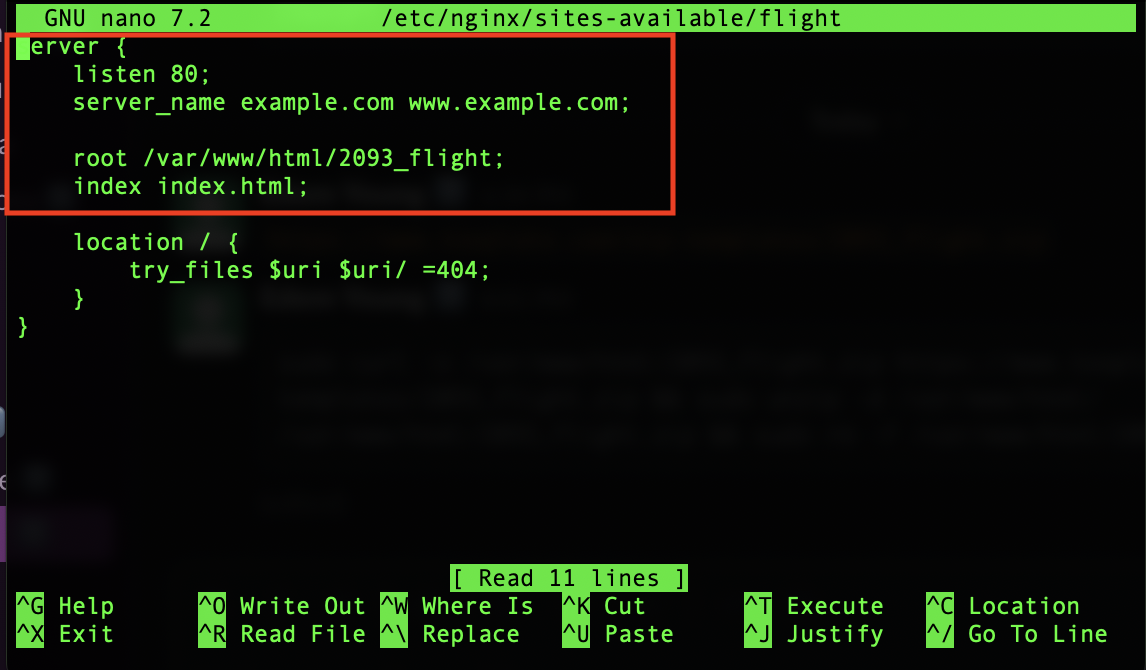 GNU nano 7.2 /etc/nginx/sites-available/flight
server {
    listen 80;
    server_name example.com www.example.com;

    root /var/www/html/2093_flight;
    index index.html;

    location / {
        try_files $uri $uri/ =404;
    }
}
[ Read 11 lines ]
^G Help ^O Write Out ^W Where Is ^K Cut ^T Execute ^C Location
^X Exit ^R Read File ^\ Replace ^U Paste ^J Justify ^/ Go To Line